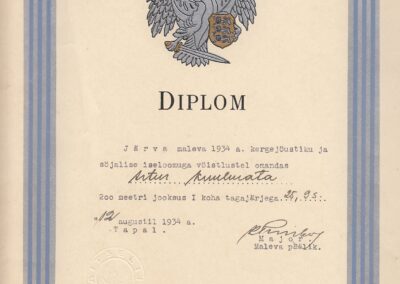 DIPLOM
Järva maleva 1934 a. kergejõustiku ja
sõjalise iseloomuga võistlustel omandas
Artur Kuulmata
200 meetri jooksus I koha tagajärjega 25,9 s.
"12" augustil 1934 a.
Tapal.
Major
Maleva pealik.